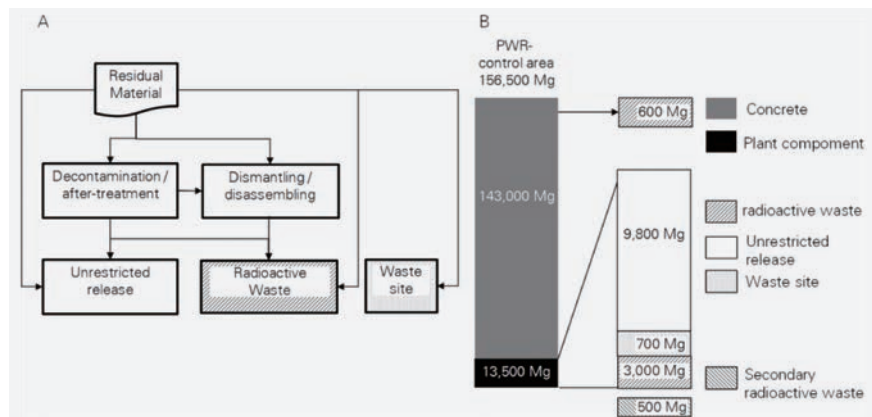 A
Residual
Material
Decontamination /
after-treatment
Dismantling /
disassembling
Unrestricted
release
Radioactive
Waste
Waste
site
B
PWR-
control area
156,500 Mg
143,000 Mg
13,500 Mg
600 Mg
9,800 Mg
700 Mg
3,000 Mg
500 Mg
Concrete
Plant compoment
radioactive waste
Unrestricted
release
Waste site
Secondary
radioactive waste